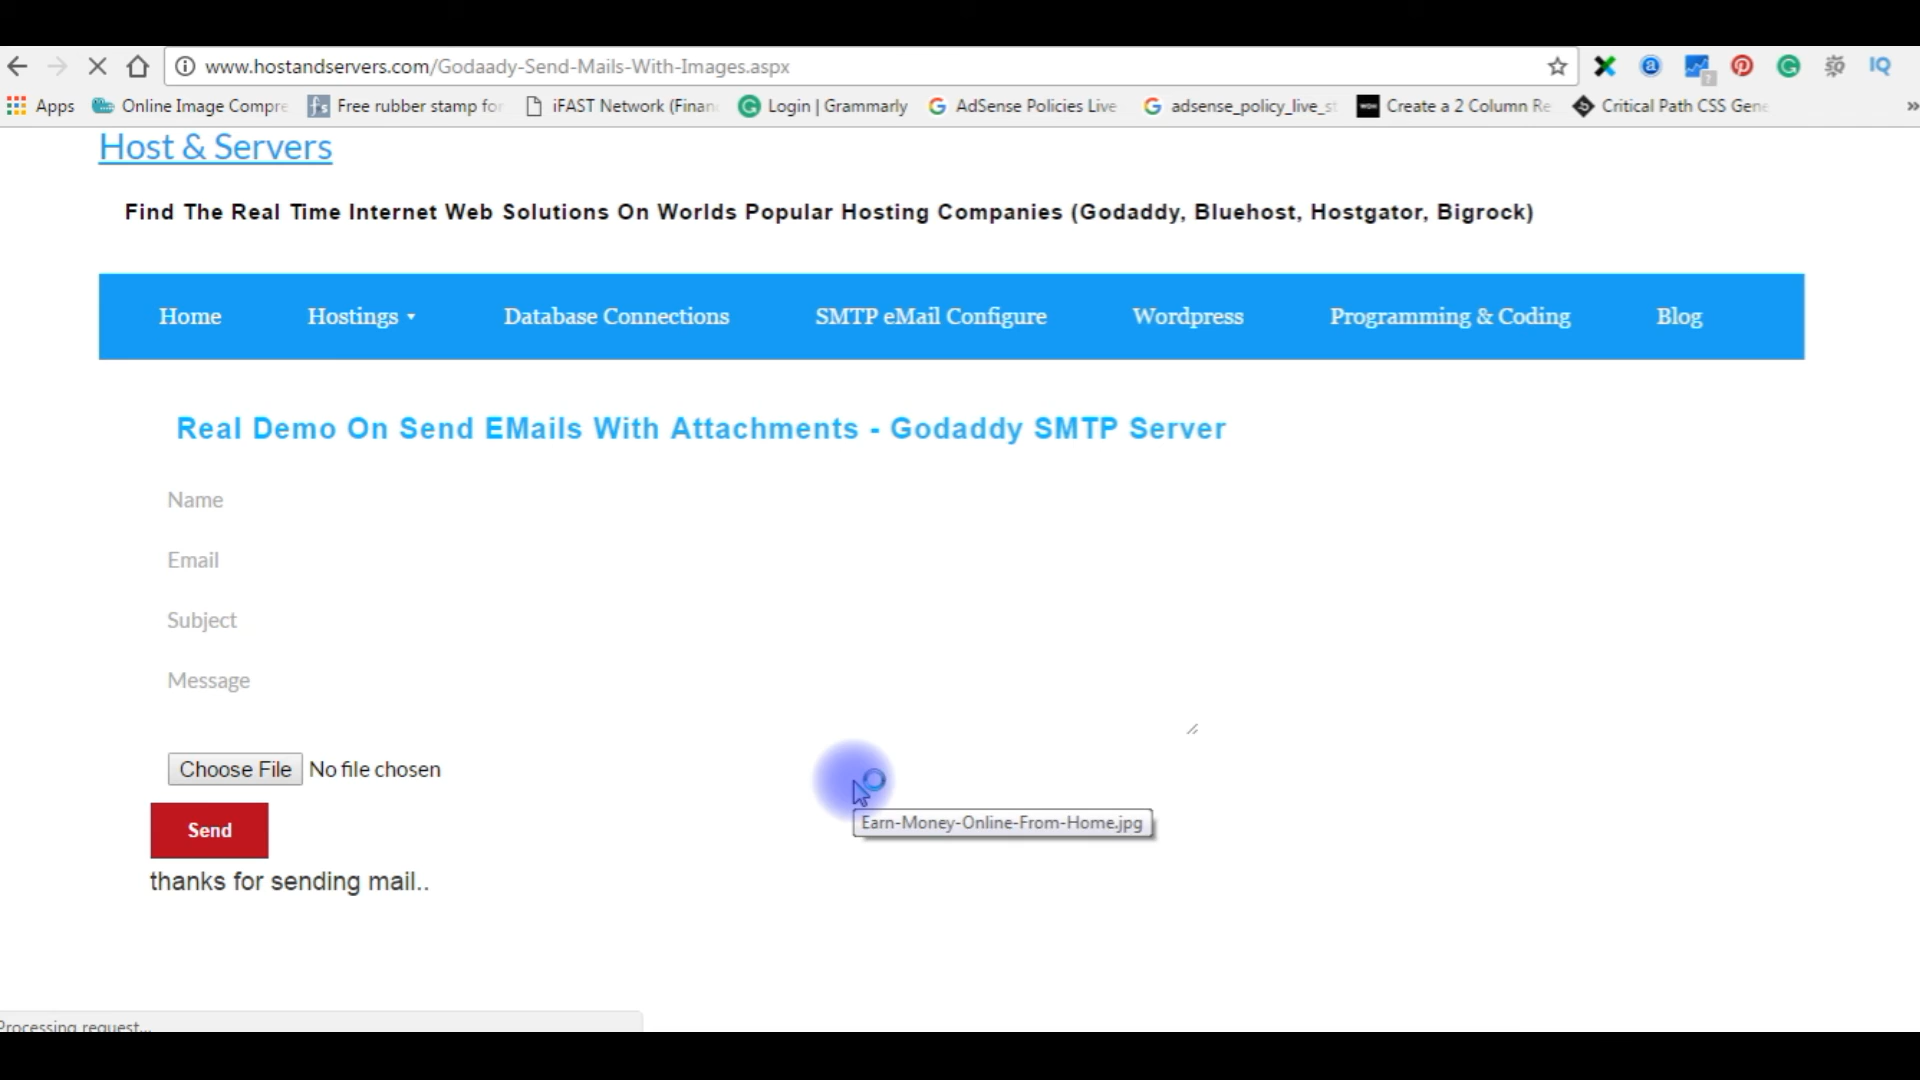 www.hostandservers.com/Godaady-Send-Mails-With-Images.aspx
IQ
Apps Online Image Compre Free rubber stamp for iFAST Network (Finan Login | Grammarly AdSense Policies Live adsense_policy_live_st Create a 2 Column Re Critical Path CSS Gene »
Host & Servers
Find The Real Time Internet Web Solutions On Worlds Popular Hosting Companies (Godaddy, Bluehost, Hostgator, Bigrock)
Home Hostings Database Connections SMTP eMail Configure Wordpress Programming & Coding Blog
Real Demo On Send EMails With Attachments - Godaddy SMTP Server
Name
Email
Subject
Message
Choose File No file chosen
Earn-Money-Online-From-Home.jpg
Send
thanks for sending mail..
Processing request...